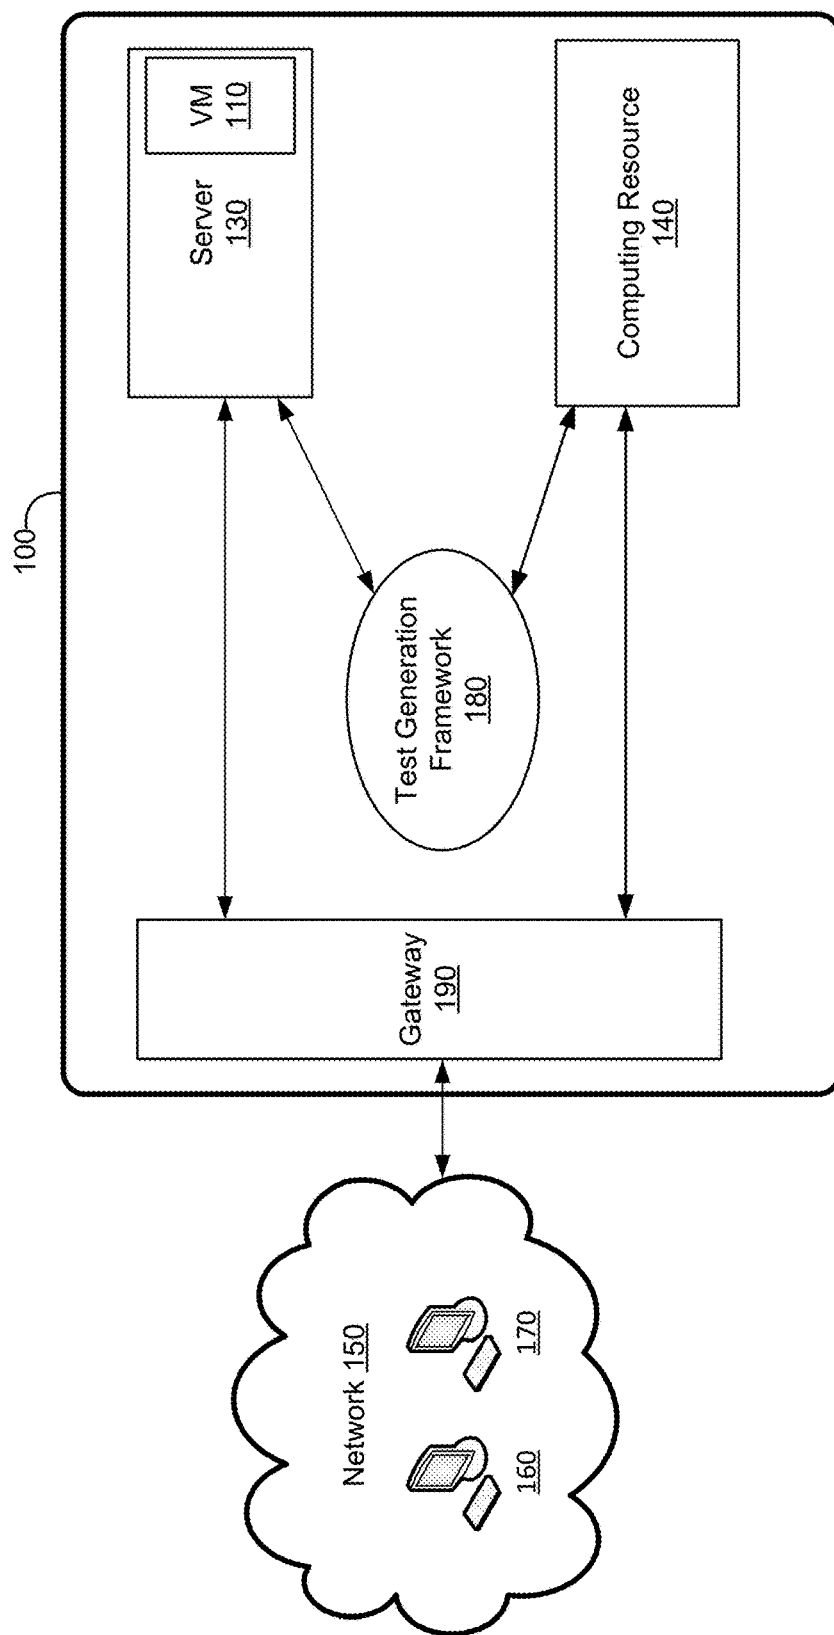 100
Network 150
160
170
Gateway
190
Test Generation
Framework
180
Server
130
VM
110
Computing Resource
140